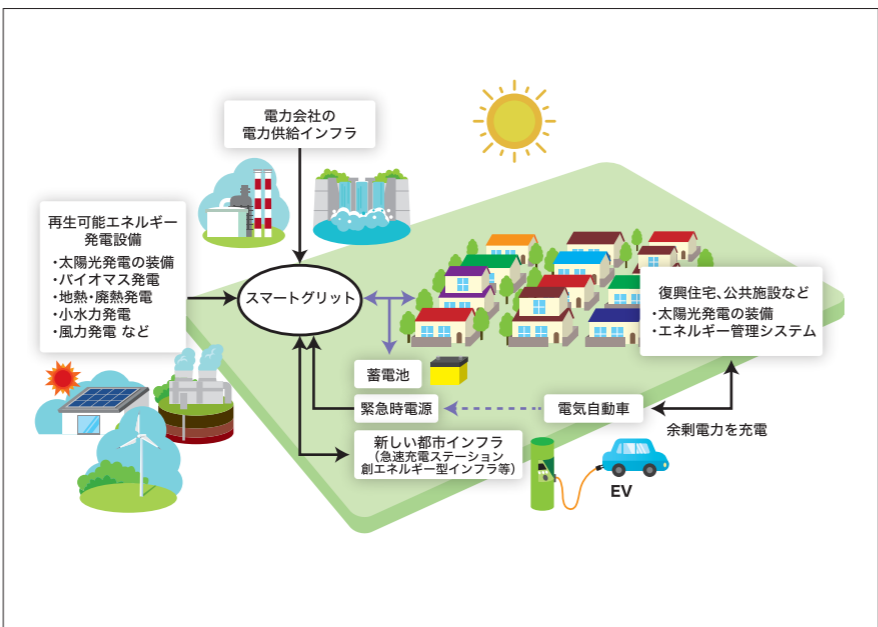 電力会社の
電力供給インフラ
再生可能エネルギー
発電設備
・太陽光発電の装備
・バイオマス発電
・地熱・廃熱発電
・小水力発電
・風力発電 など
スマートグリット
復興住宅、公共施設など
・太陽光発電の装備
・エネルギー管理システム
蓄電池
緊急時電源
電気自動車
余剰電力を充電
新しい都市インフラ
（急速充電ステーション
創エネルギー型インフラ等）
EV